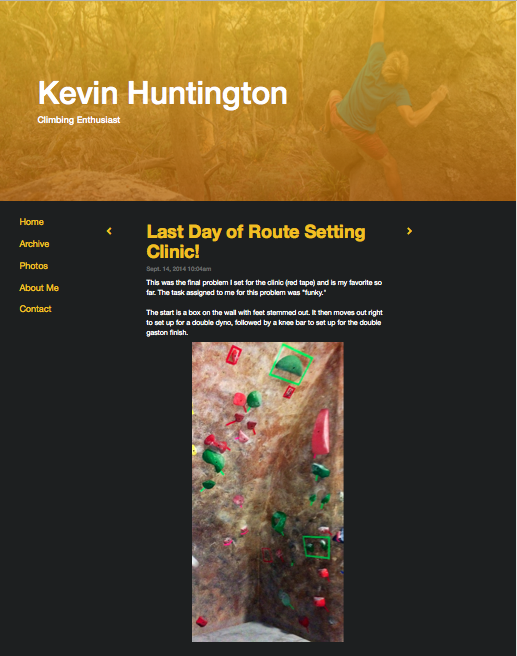 Kevin Huntington
Climbing Enthusiast
Home
Archive
Photos
About Me
Contact
Last Day of Route Setting
Clinic!
Sept. 14, 2014 10:04am
This was the final problem I set for the clinic (red tape) and is my favorite so
far. The task assigned to me for this problem was "funky."
The start is a box on the wall with feet stemmed out. It then moves out right
to set up for a double dyno, followed by a knee bar to set up for the double
gaston finish.